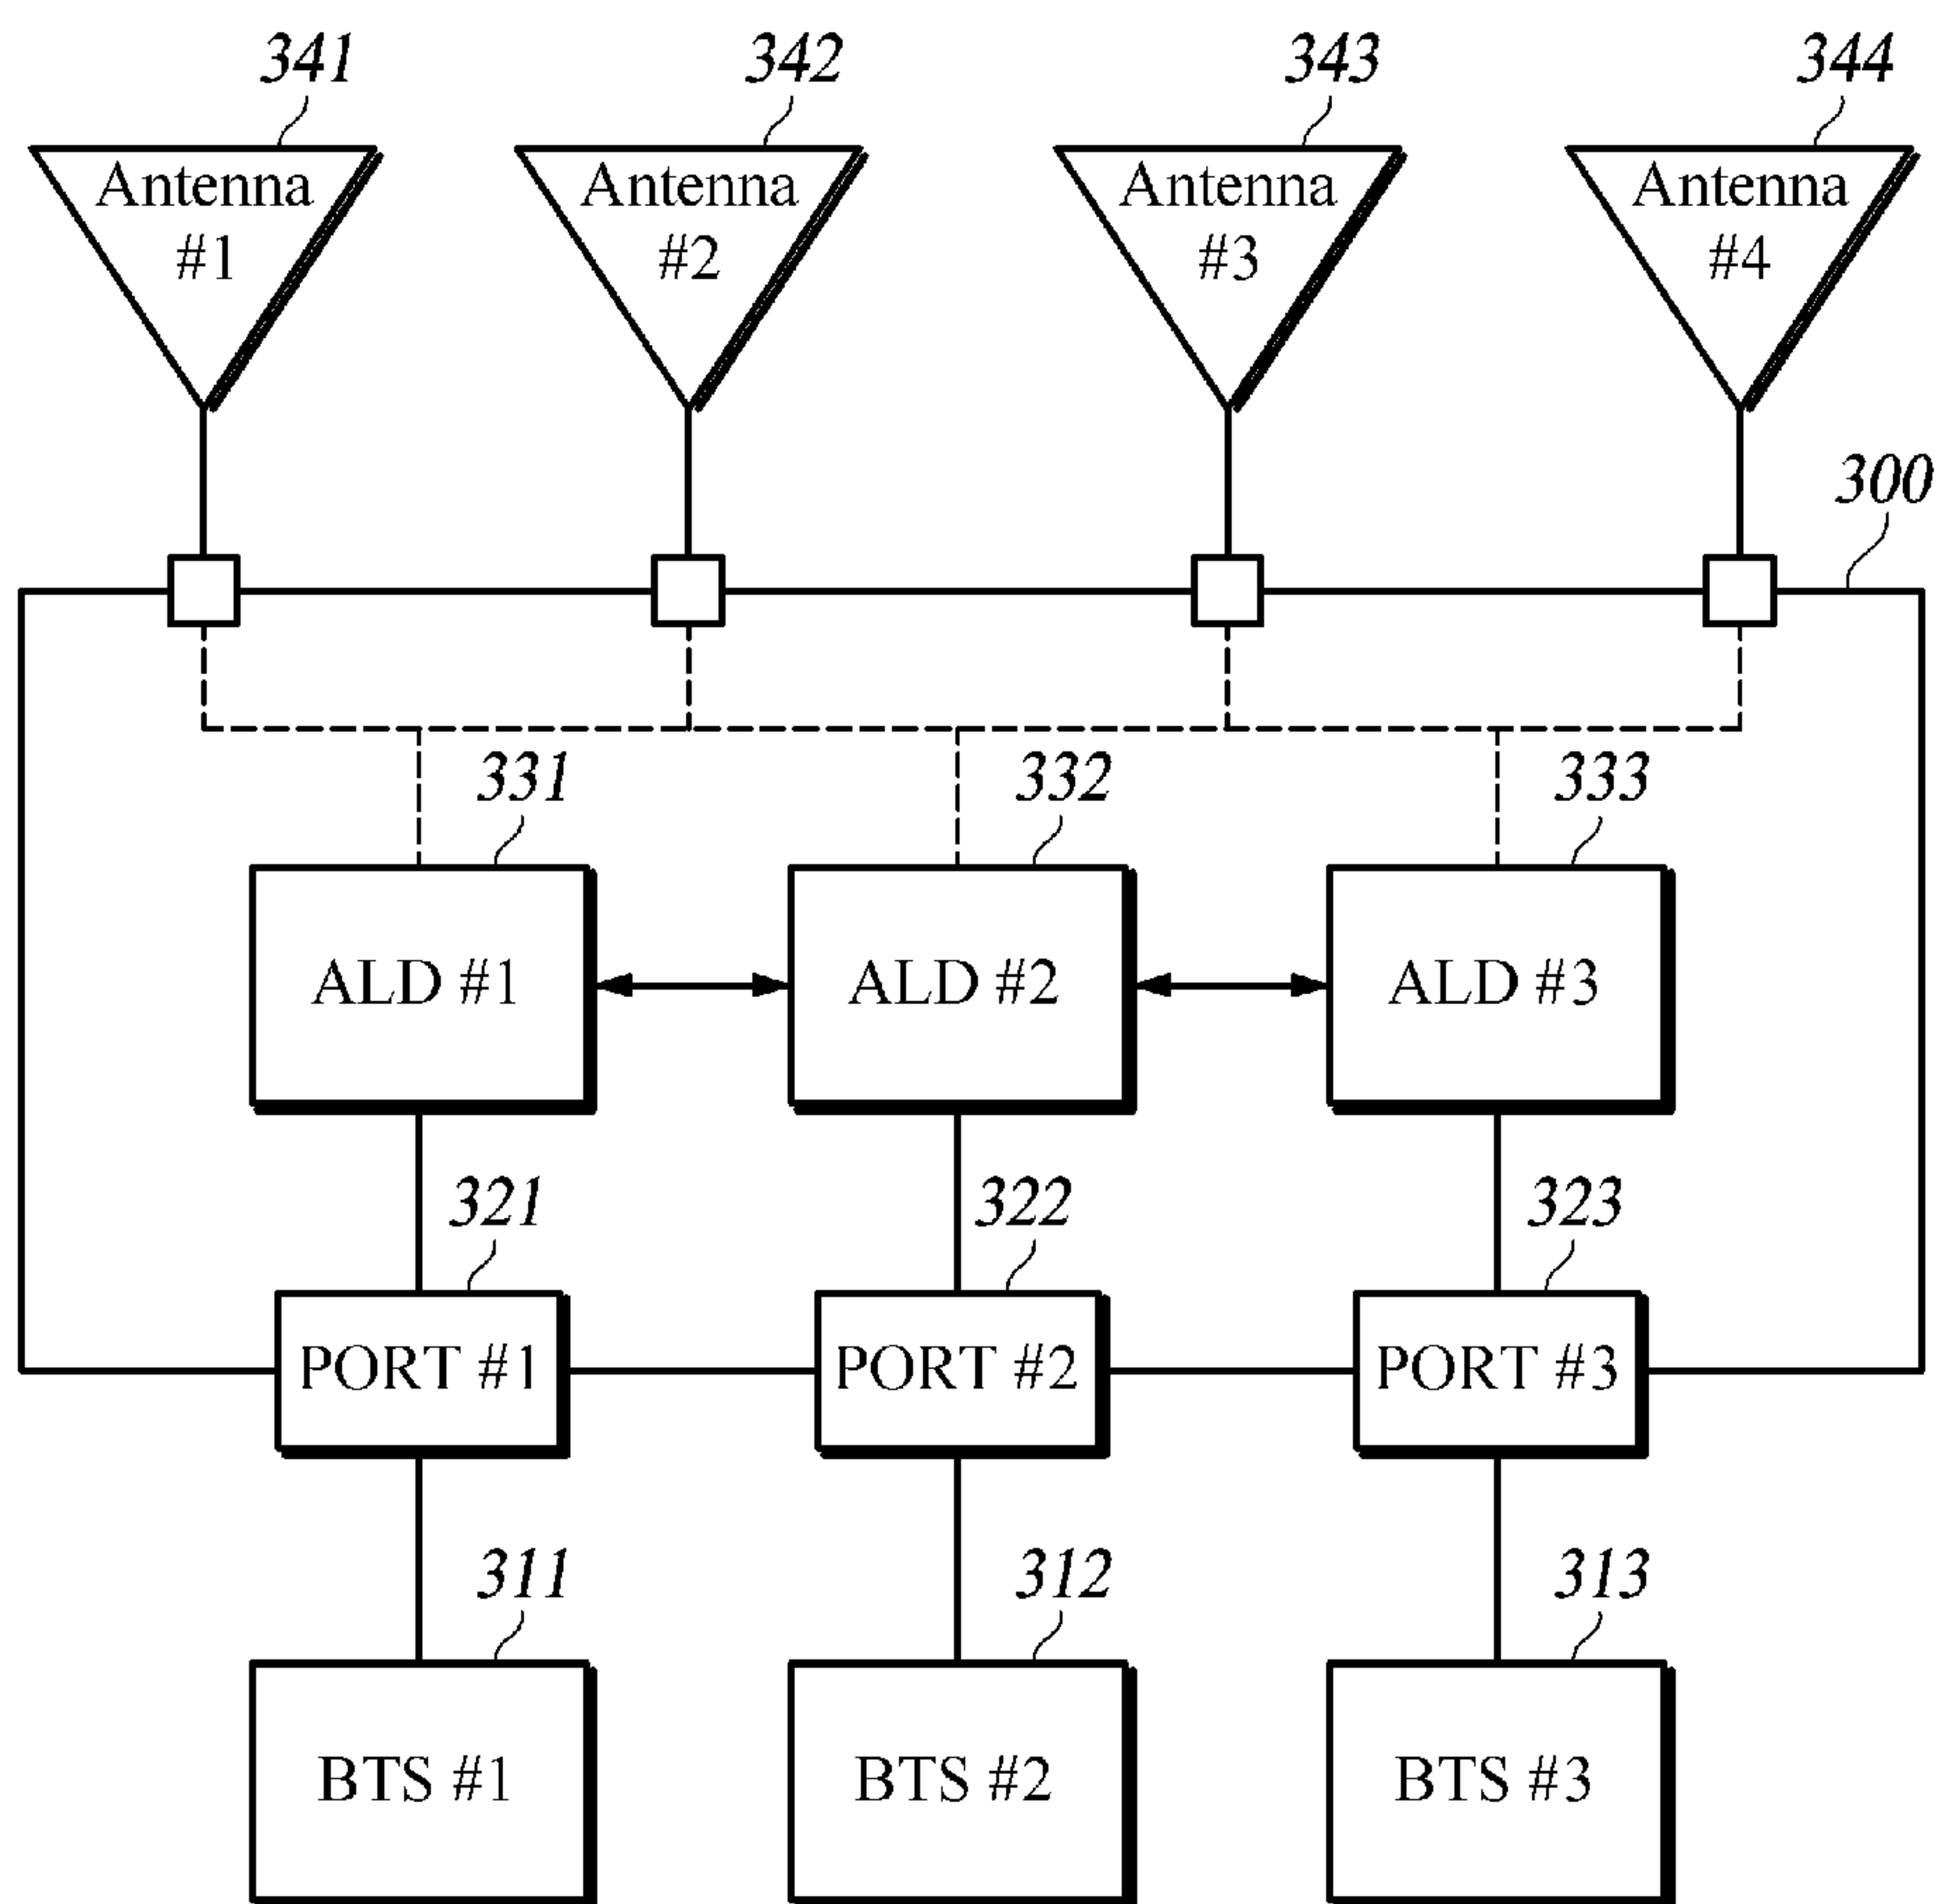 341
342
343
344
Antenna
#1
Antenna
#2
Antenna
#3
Antenna
#4
300
331
332
333
ALD #1
ALD #2
ALD #3
321
322
323
PORT #1
PORT #2
PORT #3
311
312
313
BTS #1
BTS #2
BTS #3